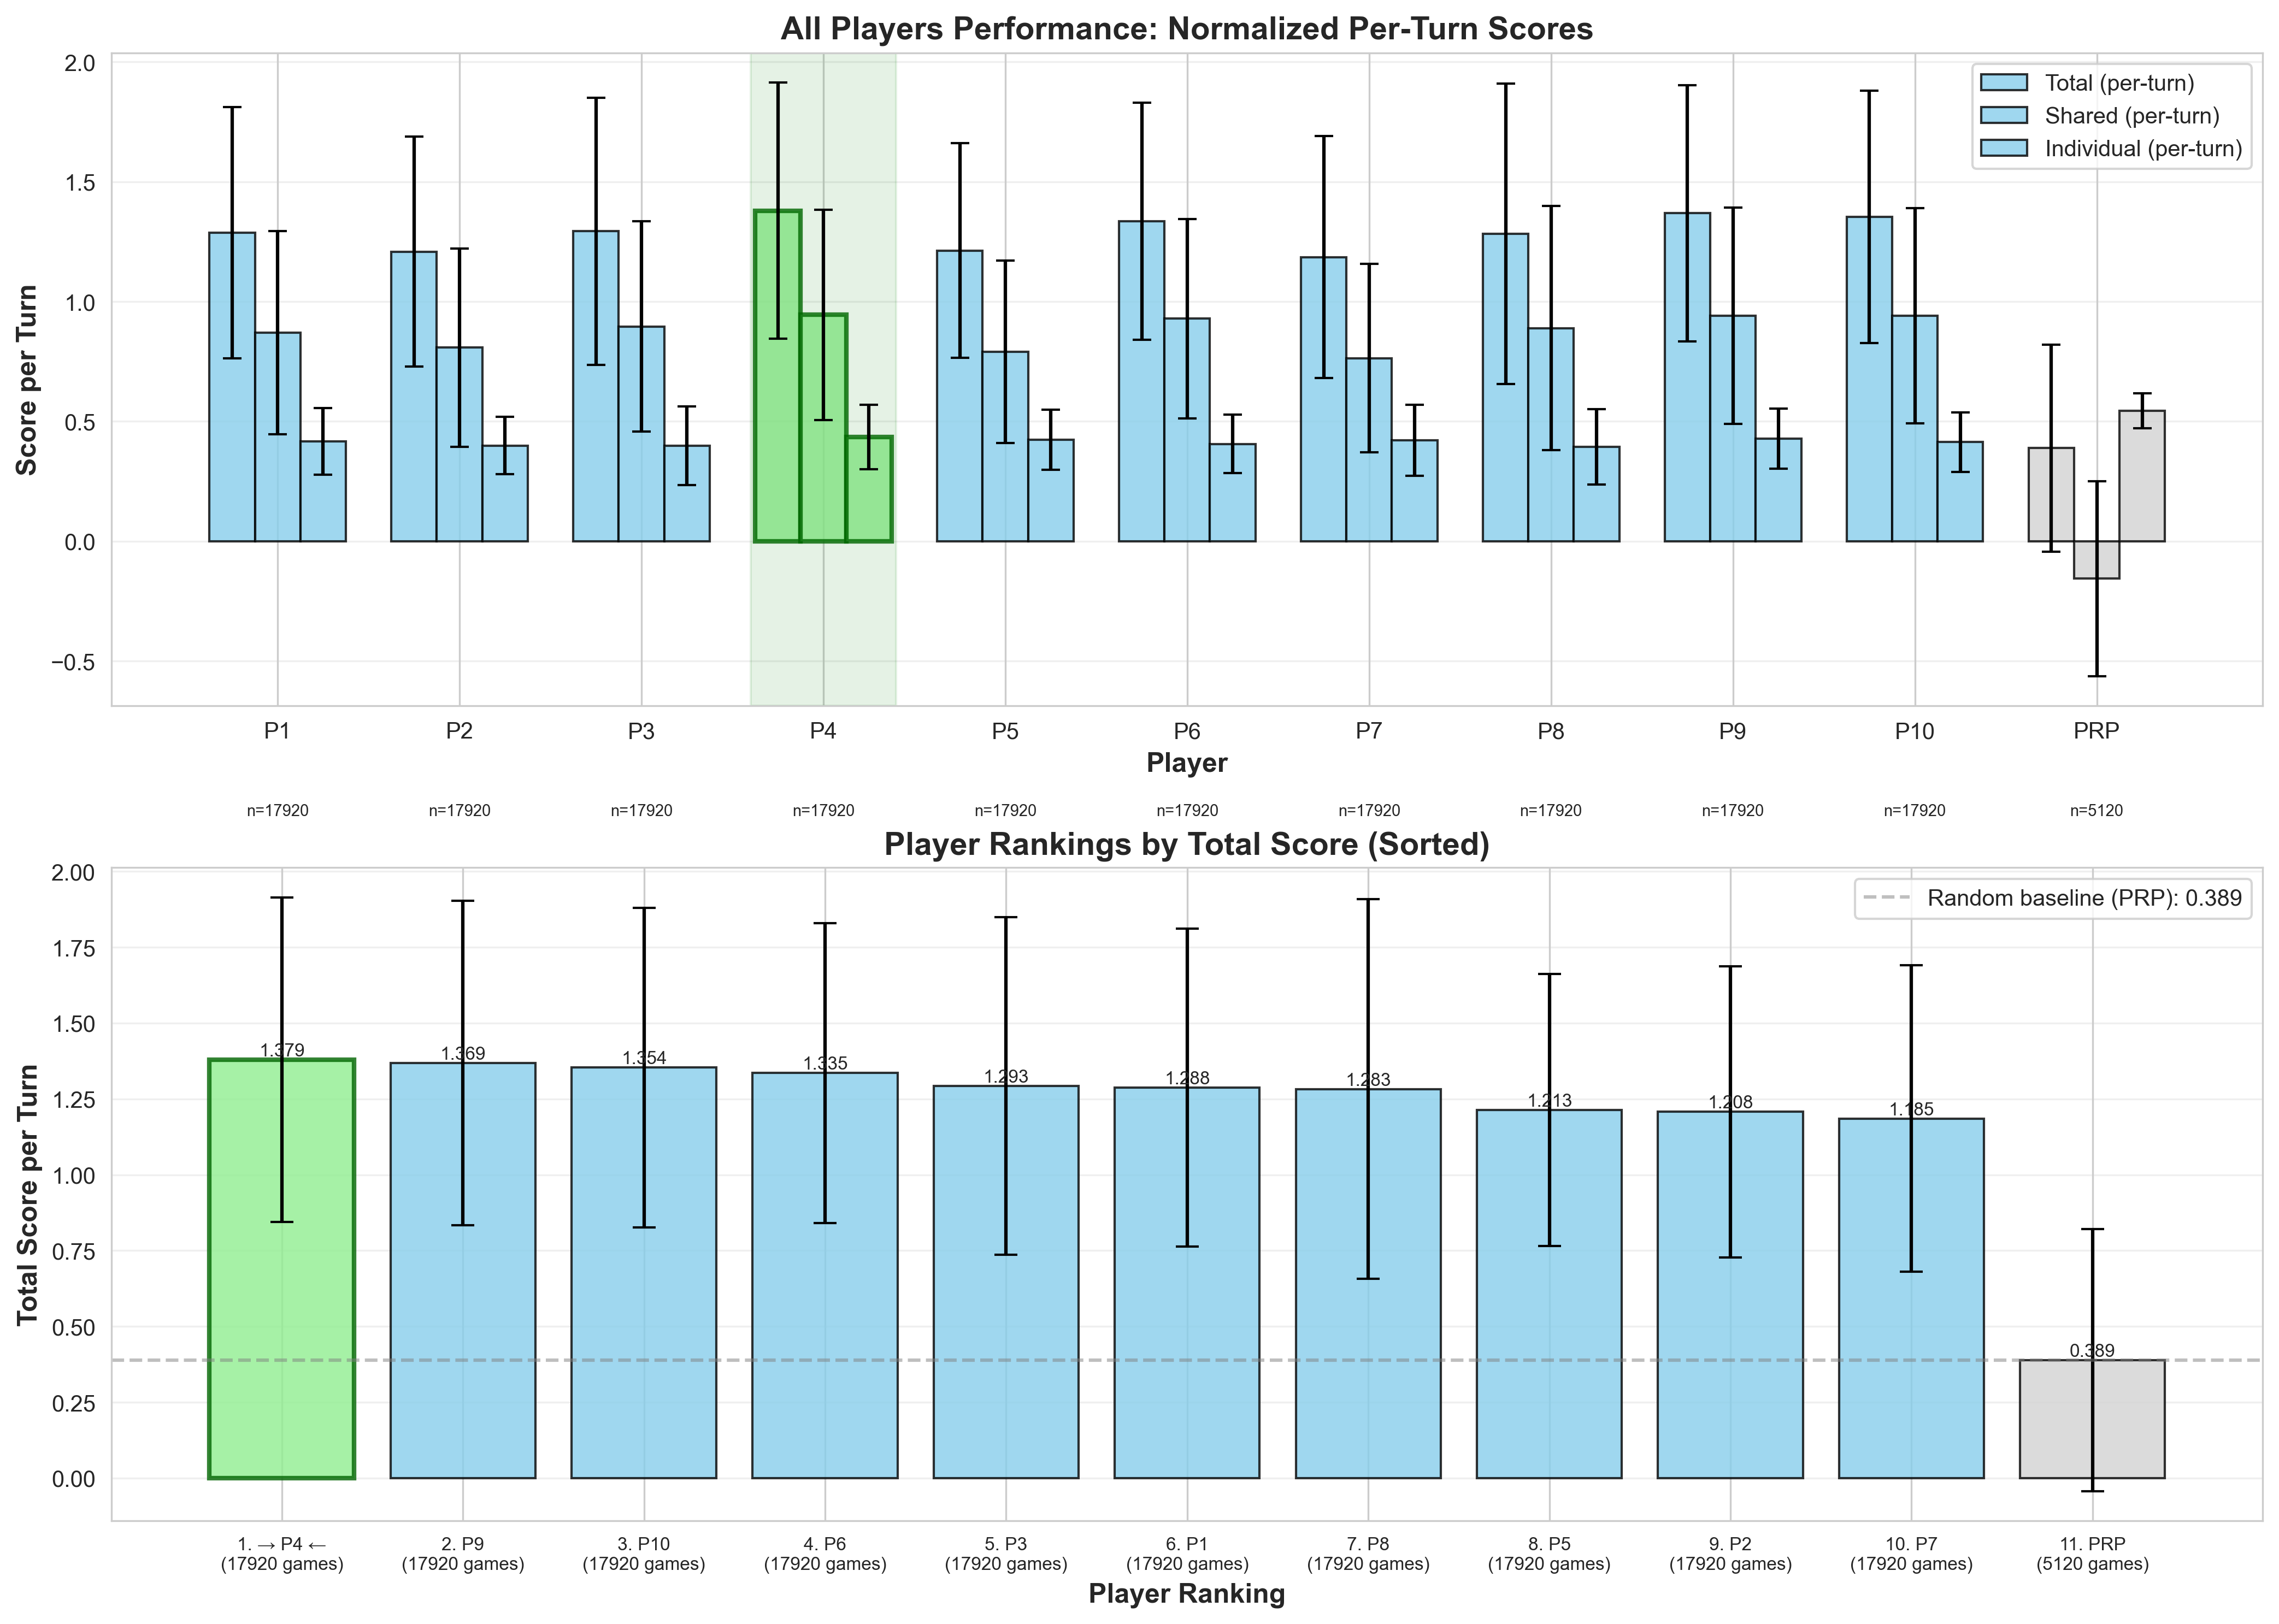 All Players Performance: Normalized Per-Turn Scores
Score per Turn
2.0
1.5
1.0
0.5
0.0
−0.5
Total (per-turn)
Shared (per-turn)
Individual (per-turn)
P1 P2 P3 P4 P5 P6 P7 P8 P9 P10 PRP
Player
n=17920 n=17920 n=17920 n=17920 n=17920 n=17920 n=17920 n=17920 n=17920 n=17920 n=5120
Player Rankings by Total Score (Sorted)
Total Score per Turn
2.00
1.75
1.50
1.25
1.00
0.75
0.50
0.25
0.00
Random baseline (PRP): 0.389
1.379 1.369 1.354 1.335 1.293 1.288 1.283 1.213 1.208 1.185 0.389
1. → P4 ← 2. P9 3. P10 4. P6 5. P3 6. P1 7. P8 8. P5 9. P2 10. P7 11. PRP
(17920 games) (17920 games) (17920 games) (17920 games) (17920 games) (17920 games) (17920 games) (17920 games) (17920 games) (17920 games) (5120 games)
Player Ranking